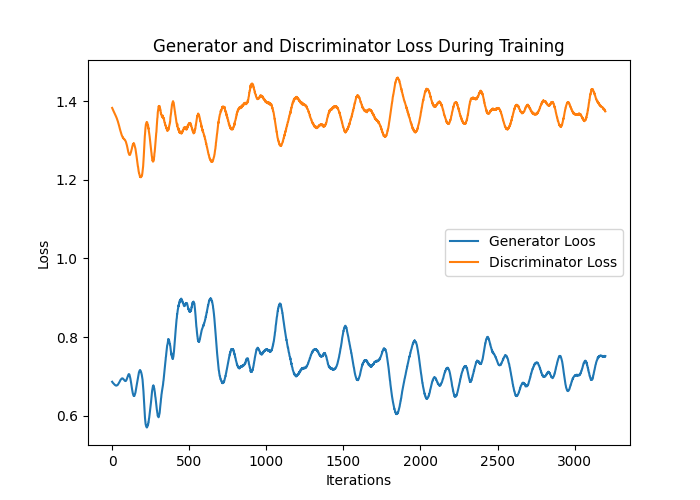 Generator and Discriminator Loss During Training
1.4
1.2
1.0
0.8
0.6
Loss
Generator Loos
Discriminator Loss
0
500
1000
1500
2000
2500
3000
Iterations